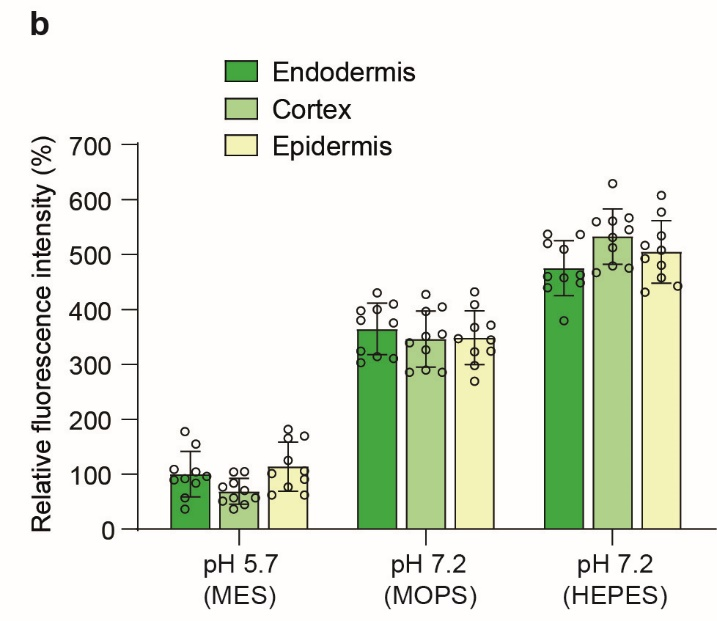 b
Endodermis
Cortex
Epidermis
Relative fluorescence intensity (%)
700
600
500
400
300
200
100
0
pH 5.7
(MES)
pH 7.2
(MOPS)
pH 7.2
(HEPES)